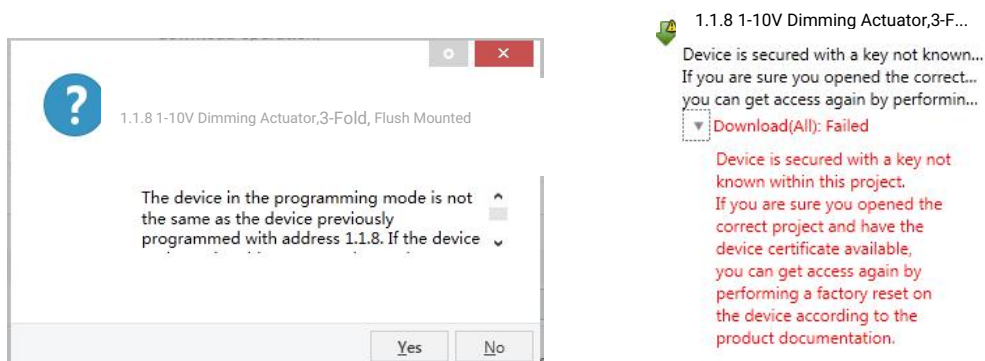 1.1.8 1-10V Dimming Actuator,3-Fold, Flush Mounted
The device in the programming mode is not
the same as the device previously
programmed with address 1.1.8. If the device
Yes
No
1.1.8 1-10V Dimming Actuator,3-F...
Device is secured with a key not known...
If you are sure you opened the correct...
you can get access again by performin...
Download(All): Failed
Device is secured with a key not
known within this project.
If you are sure you opened the
correct project and have the
device certificate available,
you can get access again by
performing a factory reset on
the device according to the
product documentation.